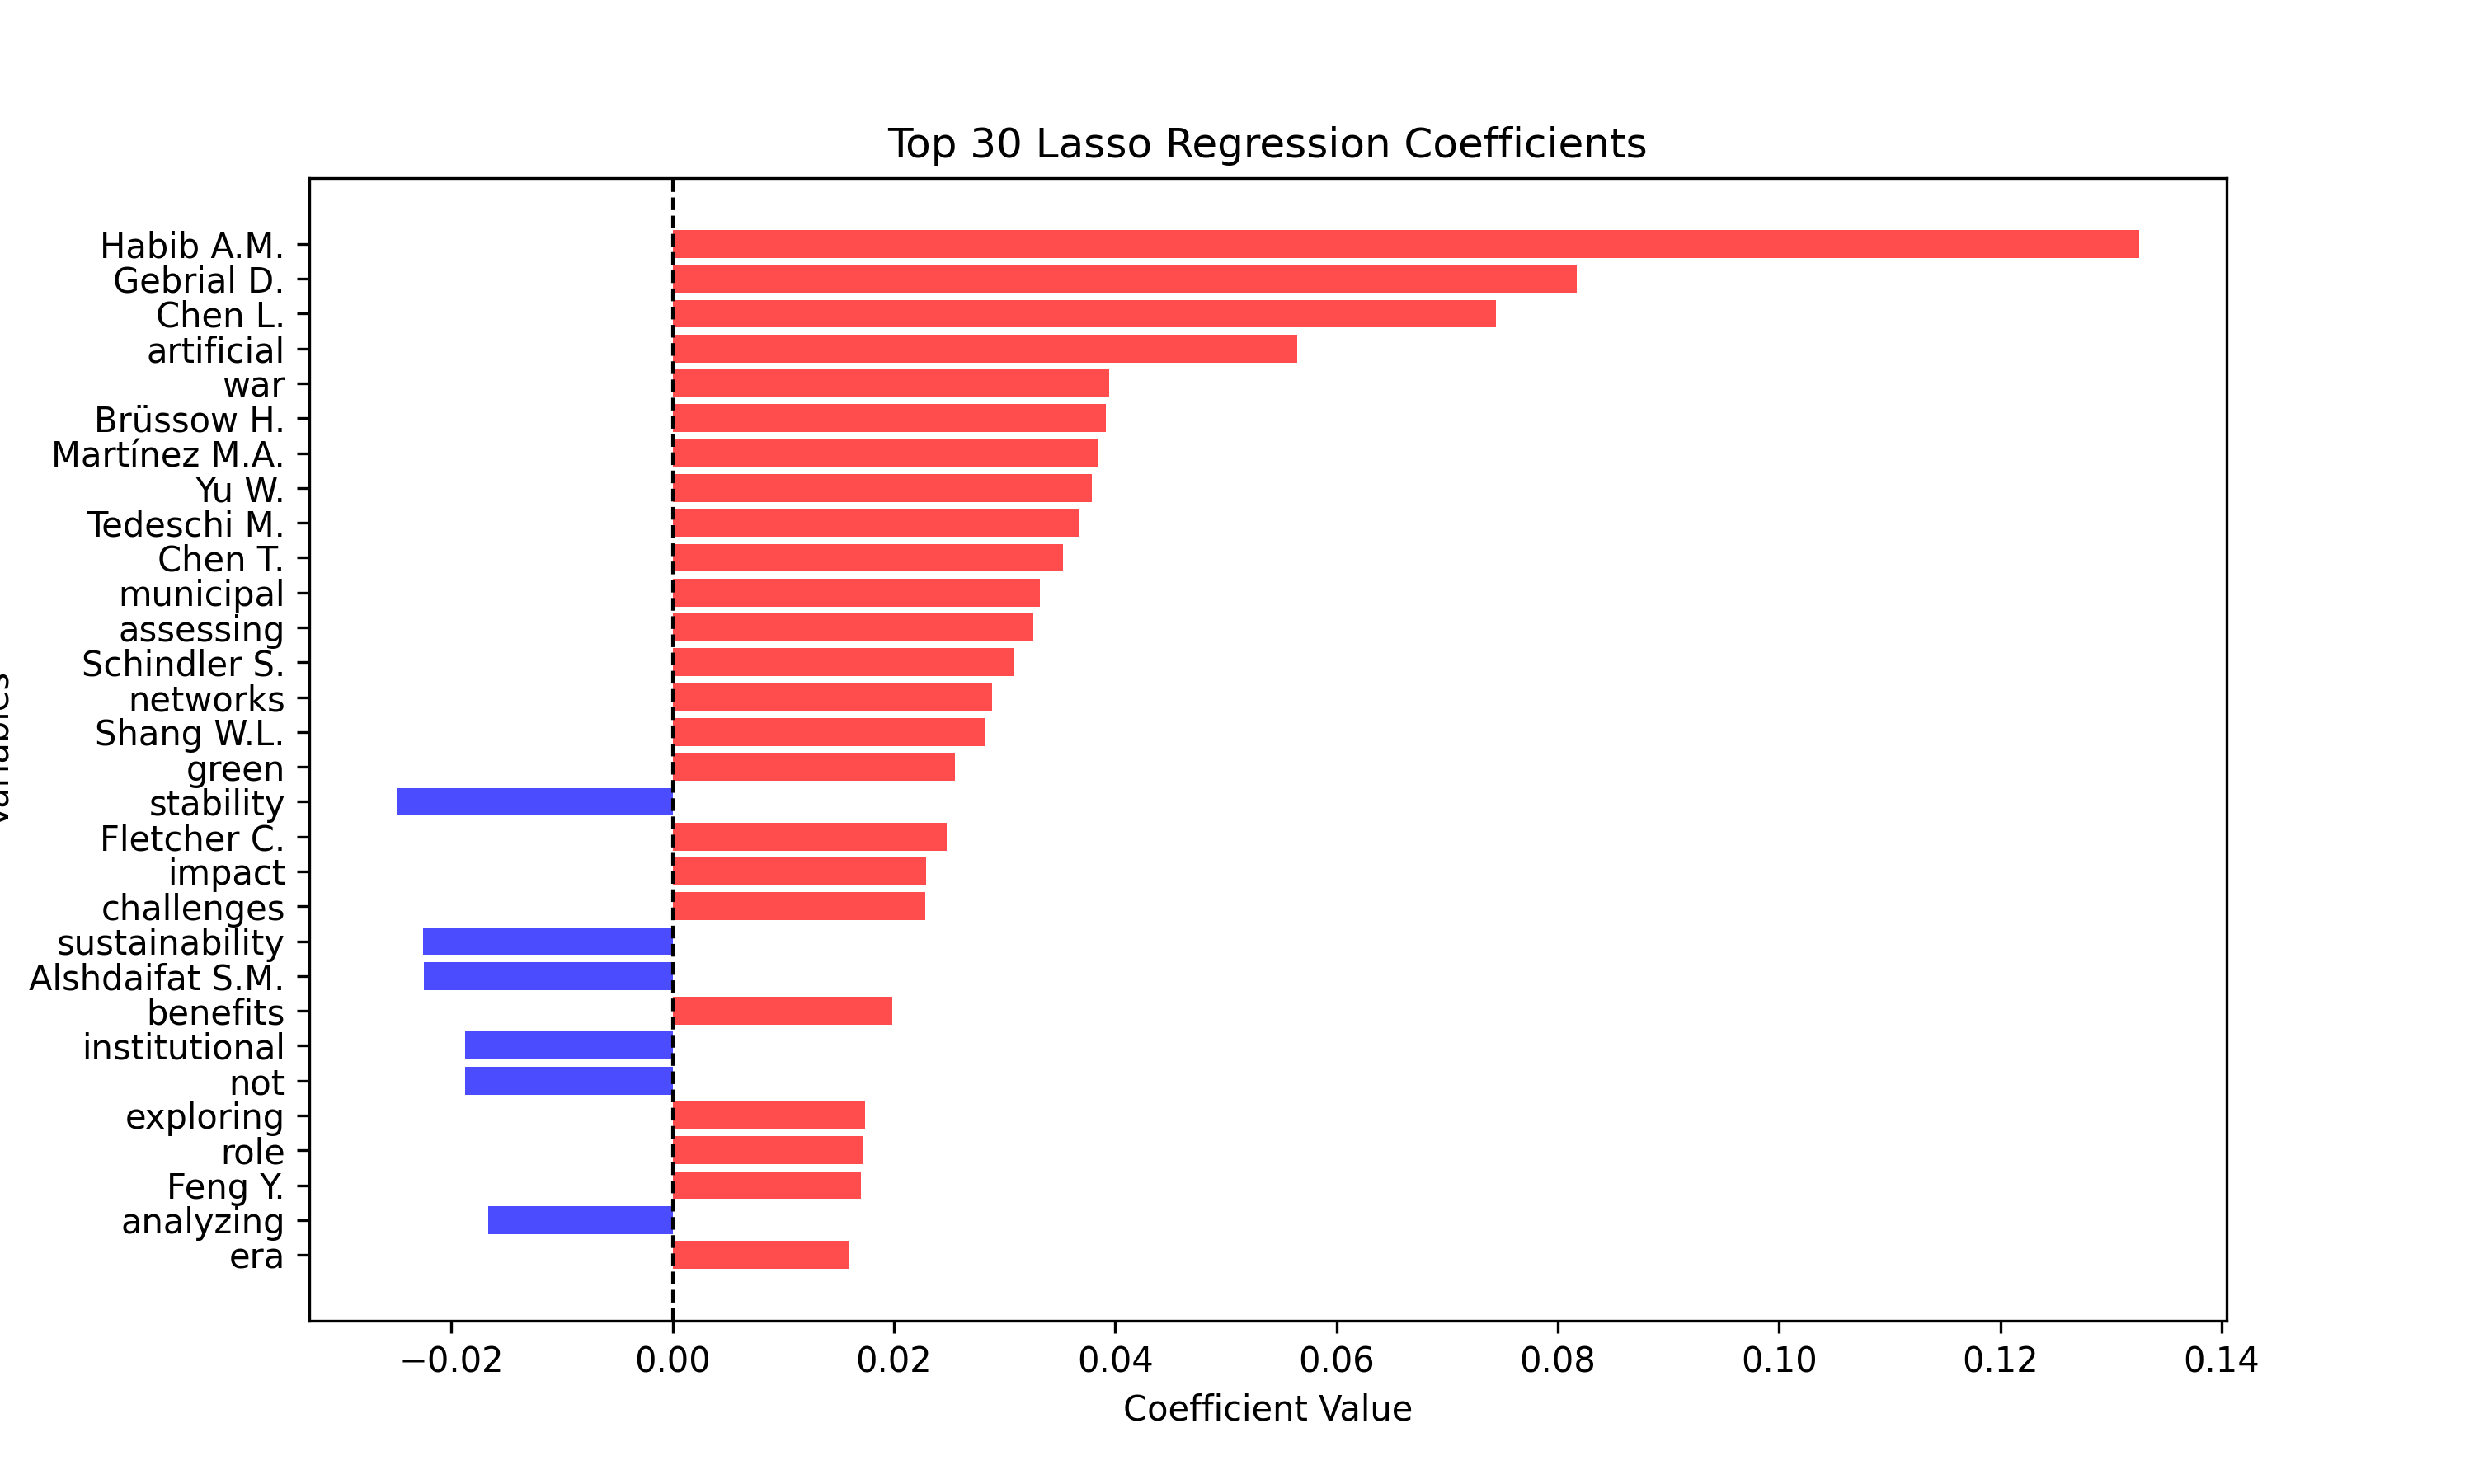 Top 30 Lasso Regression Coefficients
Habib A.M.
Gebrial D.
Chen L.
artificial
war
Brüssow H.
Martínez M.A.
Yu W.
Tedeschi M.
Chen T.
municipal
assessing
Schindler S.
networks
Shang W.L.
green
stability
Fletcher C.
impact
challenges
sustainability
Alshdaifat S.M.
benefits
institutional
not
exploring
role
Feng Y.
analyzing
era
−0.02 0.00 0.02 0.04 0.06 0.08 0.10 0.12 0.14
Coefficient Value